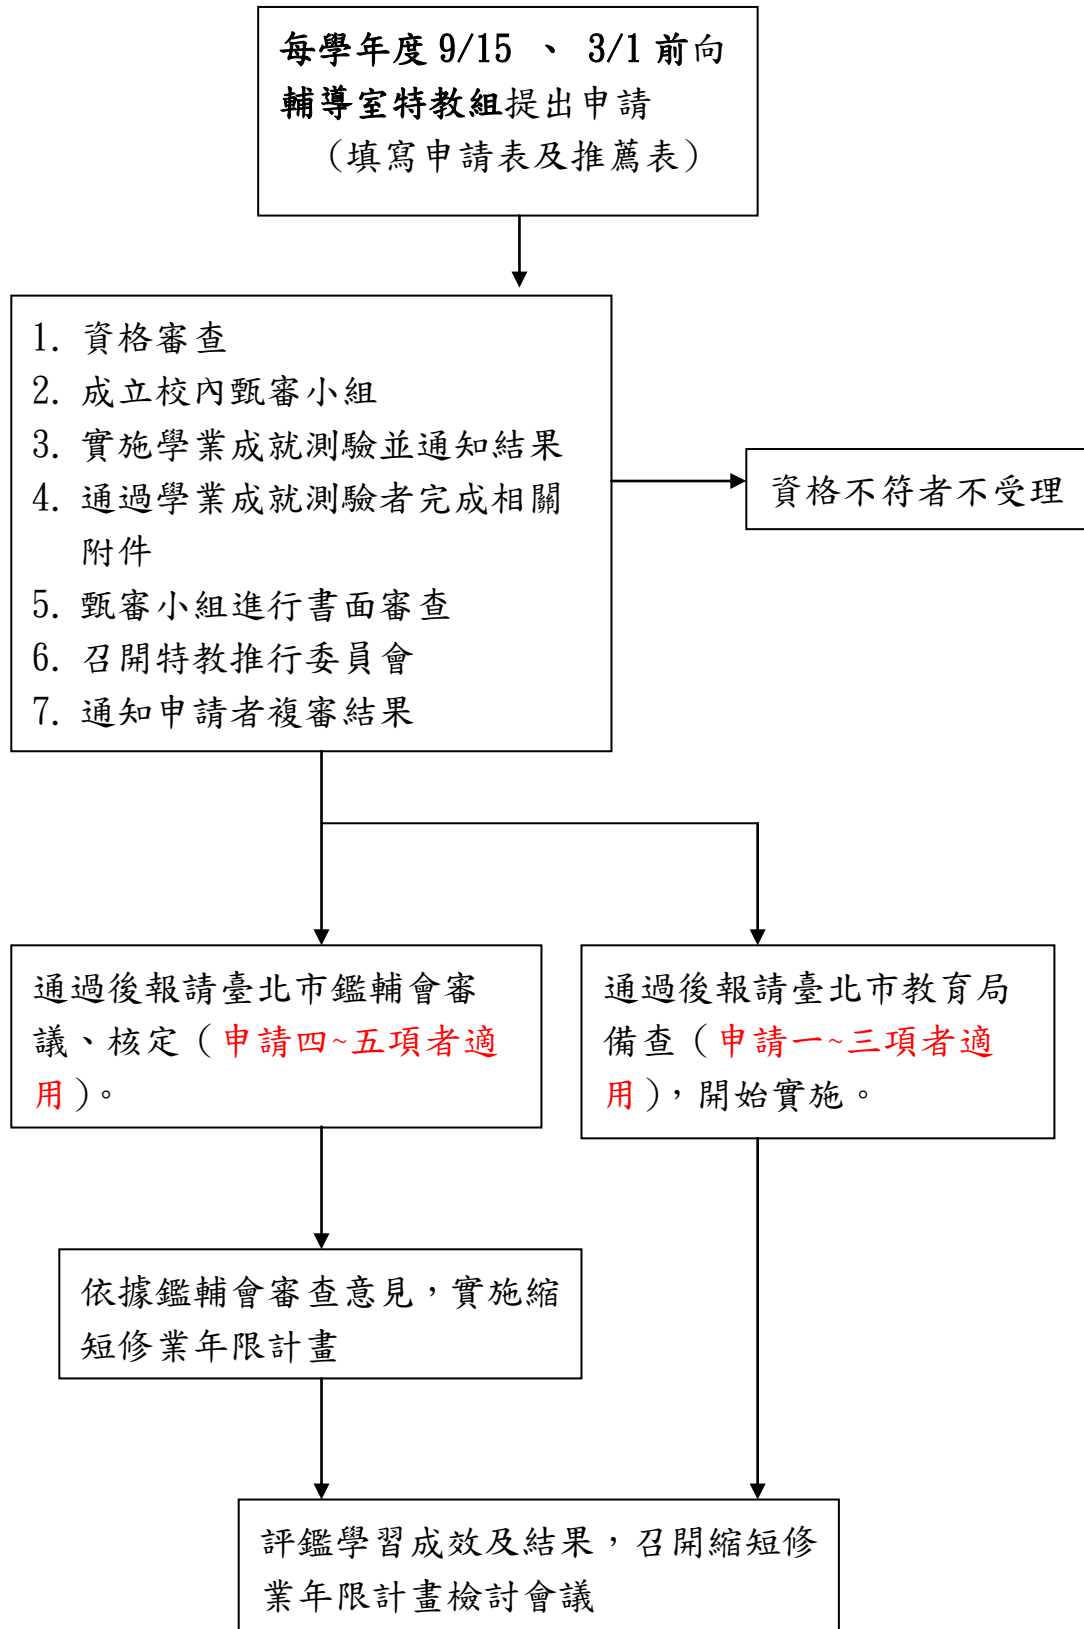 每學年度 9/15 、 3/1 前向
輔導室特教組提出申請
（填寫申請表及推薦表）
1. 資格審查
2. 成立校內甄審小組
3. 實施學業成就測驗並通知結果
4. 通過學業成就測驗者完成相關
附件
5. 甄審小組進行書面審查
6. 召開特教推行委員會
7. 通知申請者複審結果
資格不符者不受理
通過後報請臺北市鑑輔會審
議、核定（申請四~五項者適
用）。
通過後報請臺北市教育局
備查（申請一~三項者適
用），開始實施。
依據鑑輔會審查意見，實施縮
短修業年限計畫
評鑑學習成效及結果，召開縮短修
業年限計畫檢討會議